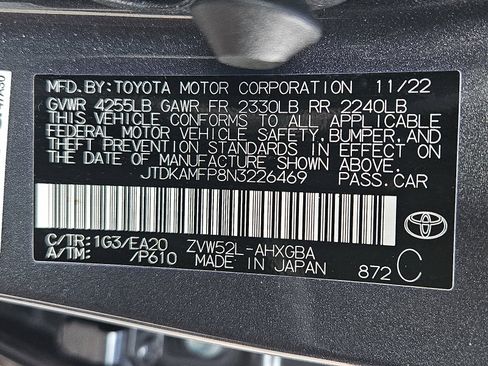 MFD. BY: TOYOTA MOTOR CORPORATION 11/22
GVWR 4255LB GAWR FR 2330LB RR 2240LB
THIS VEHICLE CONFORMS TO ALL APPLICABLE
FEDERAL MOTOR VEHICLE SAFETY, BUMPER, AND
THEFT PREVENTION STANDARDS IN EFFECT ON
THE DATE OF MANUFACTURE SHOWN ABOVE.
JTDKAMFP8N3226469 PASS.CAR
C/TR: 1G3/EA20 ZVW52L-AHXGBA
A/TM: /P610 MADE IN JAPAN 872C
TOYOTA